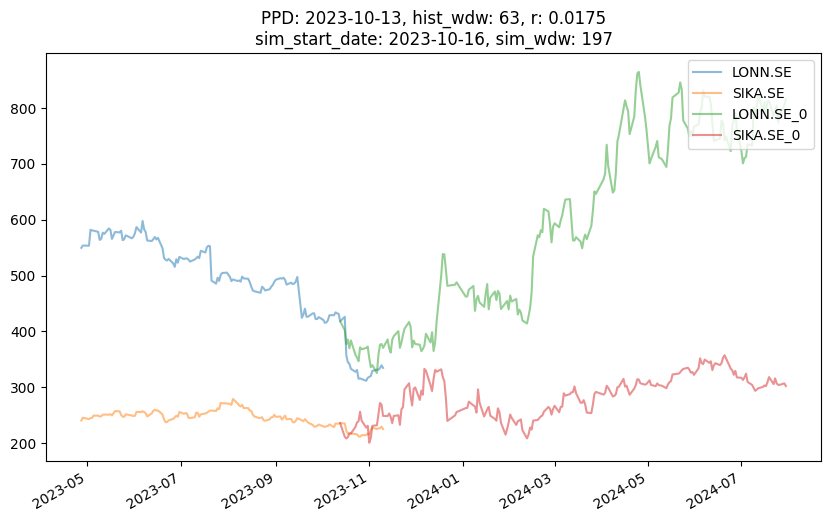 PPD: 2023-10-13, hist_wdw: 63, r: 0.0175
sim_start_date: 2023-10-16, sim_wdw: 197
LONN.SE
SIKA.SE
LONN.SE_0
SIKA.SE_0
800
700
600
500
400
300
200
2023-05
2023-07
2023-09
2023-11
2024-01
2024-03
2024-05
2024-07